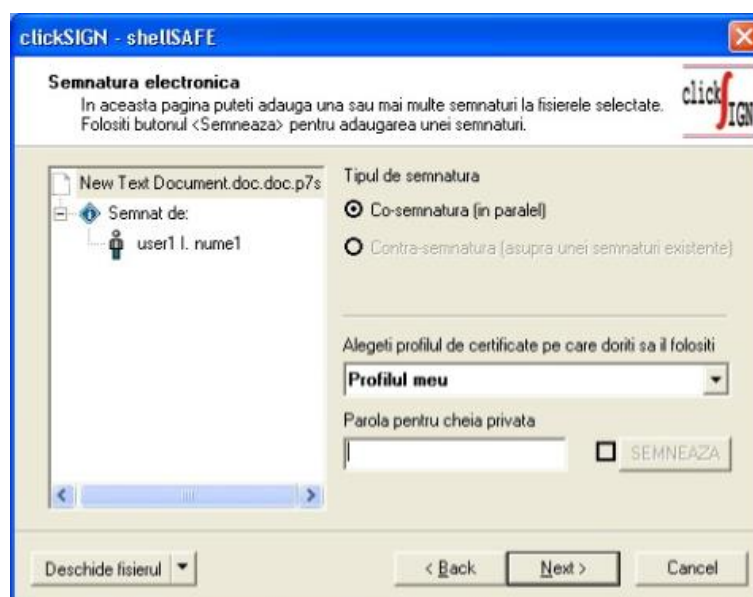 clickSIGN - shellSAFE
Semnatura electronica
In aceasta pagina puteti adauga una sau mai multe semnaturi la fisierele selectate.
Folositi butonul <Semneaza> pentru adaugarea unei semnaturi.
click
SIGN
New Text Document.doc.doc.p7s
Semnat de:
user1 I. nume1
Tipul de semnatura
Co-semnatura (in paralel)
Contra-semnatura (asupra unei semnaturi existente)
Alegeti profilul de certificate pe care doriti sa il folositi
Profilul meu
Parola pentru cheia privata
SEMNEAZA
Deschide fisierul
< Back
Next >
Cancel